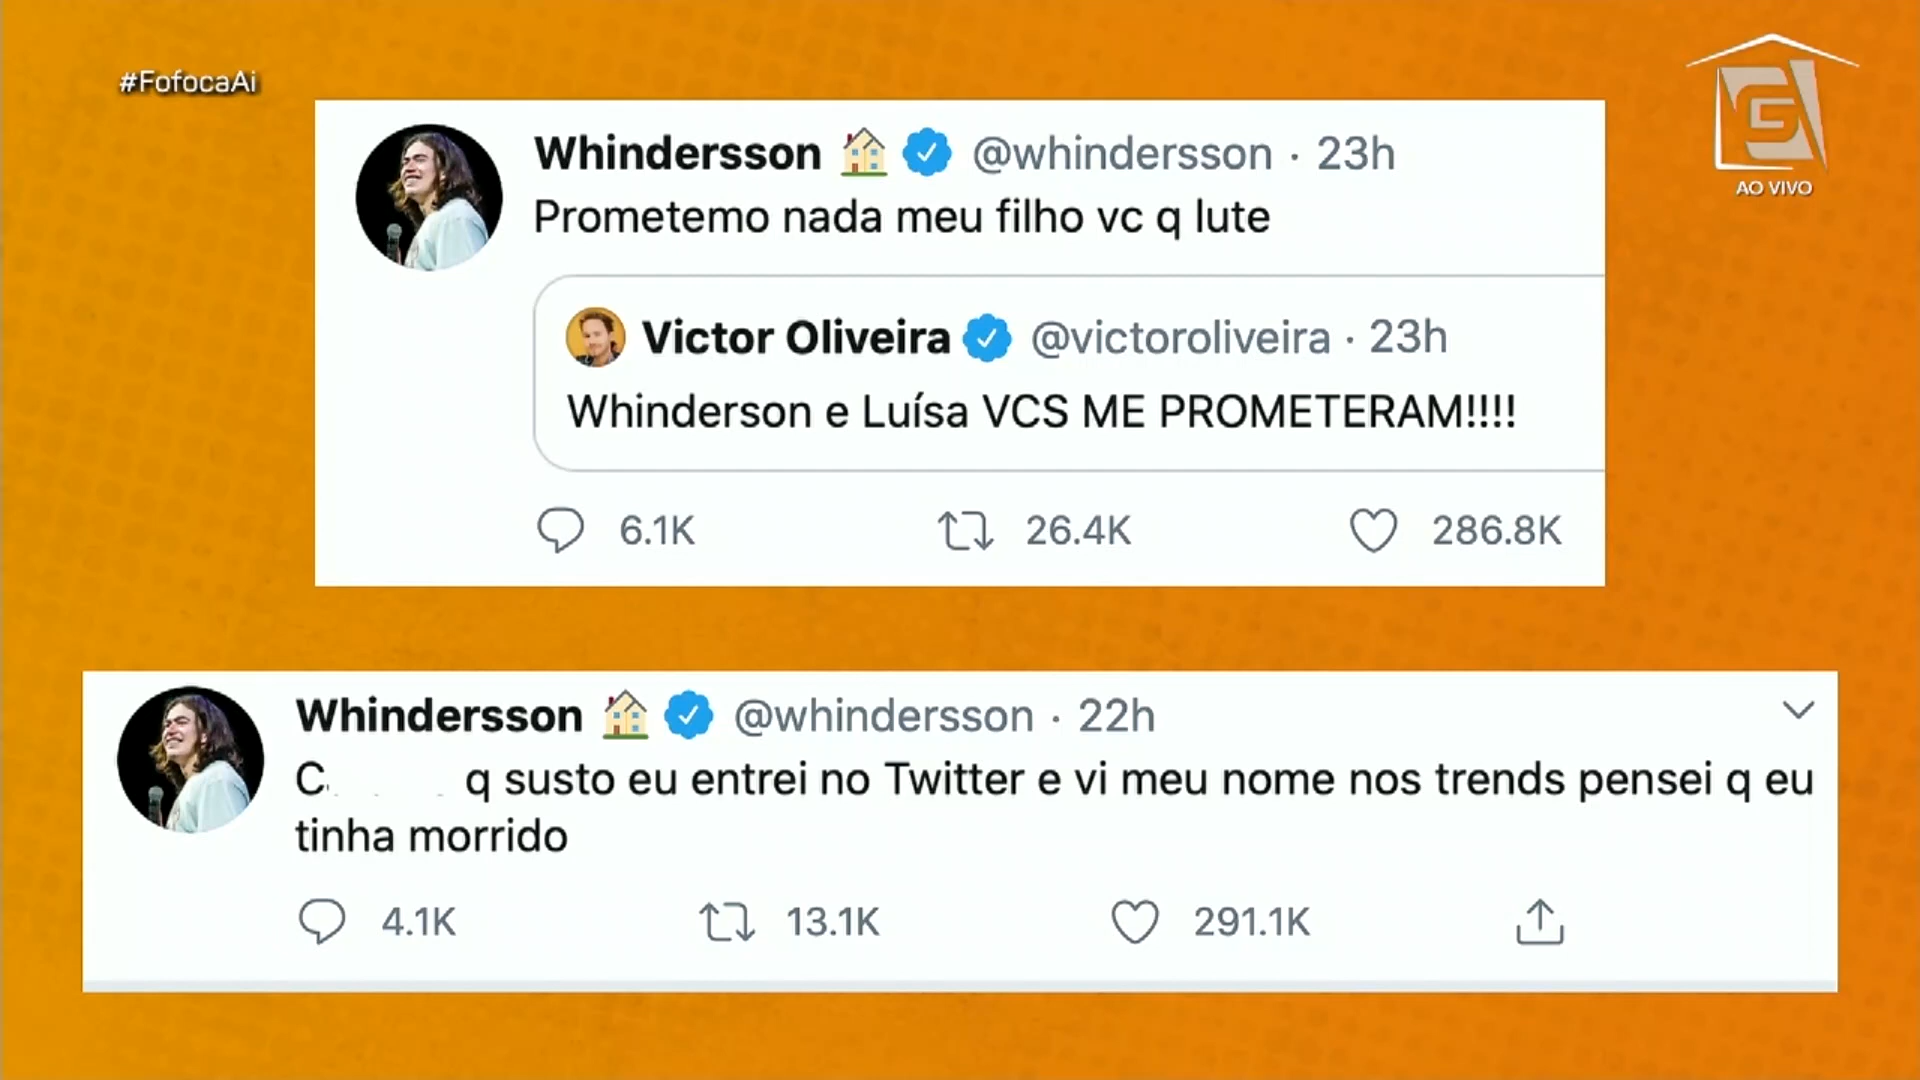 #FofocaAi
G
AO VIVO
Whindersson @whindersson · 23h
Prometemo nada meu filho vc q lute
Victor Oliveira @victoroliveira · 23h
Whinderson e Luísa VCS ME PROMETERAM!!!!
6.1K 26.4K 286.8K
Whindersson @whindersson · 22h
C q susto eu entrei no Twitter e vi meu nome nos trends pensei q eu
tinha morrido
4.1K 13.1K 291.1K